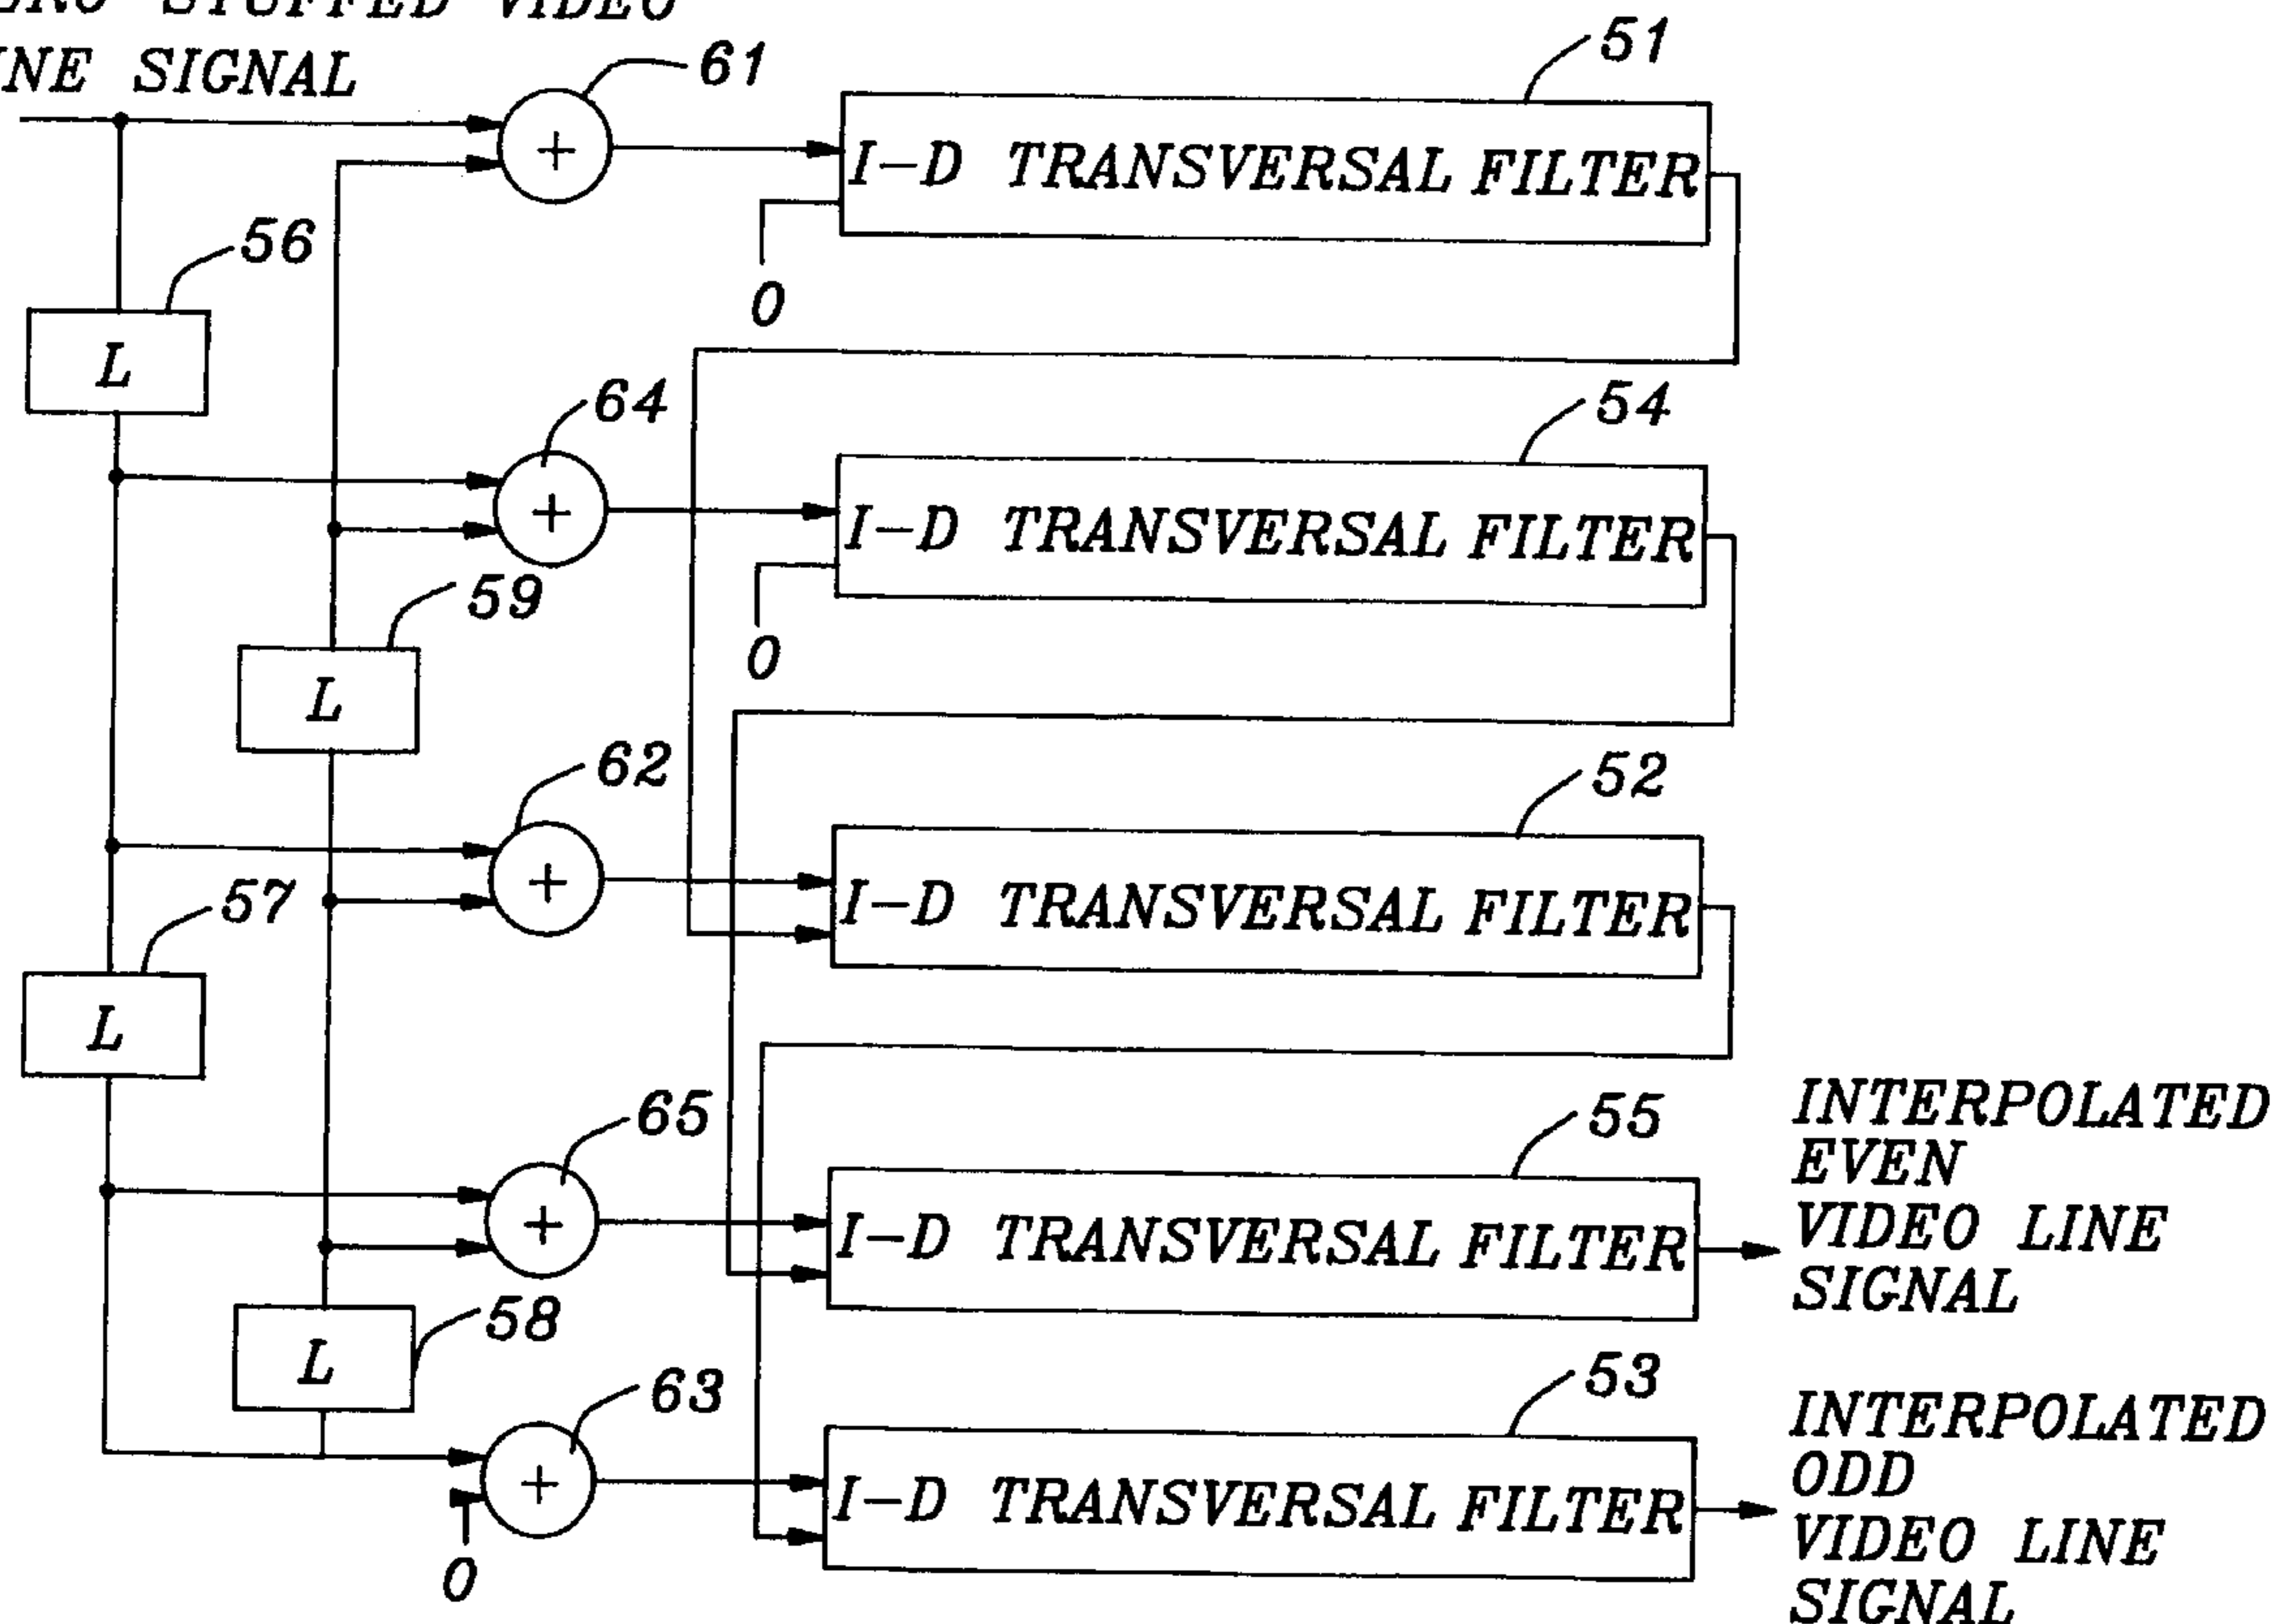 STUFFED VIDEO
SIGNAL
61
51
+
I-D TRANSVERSAL FILTER
56
0
L
64
54
+
I-D TRANSVERSAL FILTER
59
0
L
62
52
+
I-D TRANSVERSAL FILTER
57
L
65
55
+
I-D TRANSVERSAL FILTER
INTERPOLATED
EVEN
VIDEO LINE
SIGNAL
58
L
63
53
+
I-D TRANSVERSAL FILTER
0
INTERPOLATED
ODD
VIDEO LINE
SIGNAL